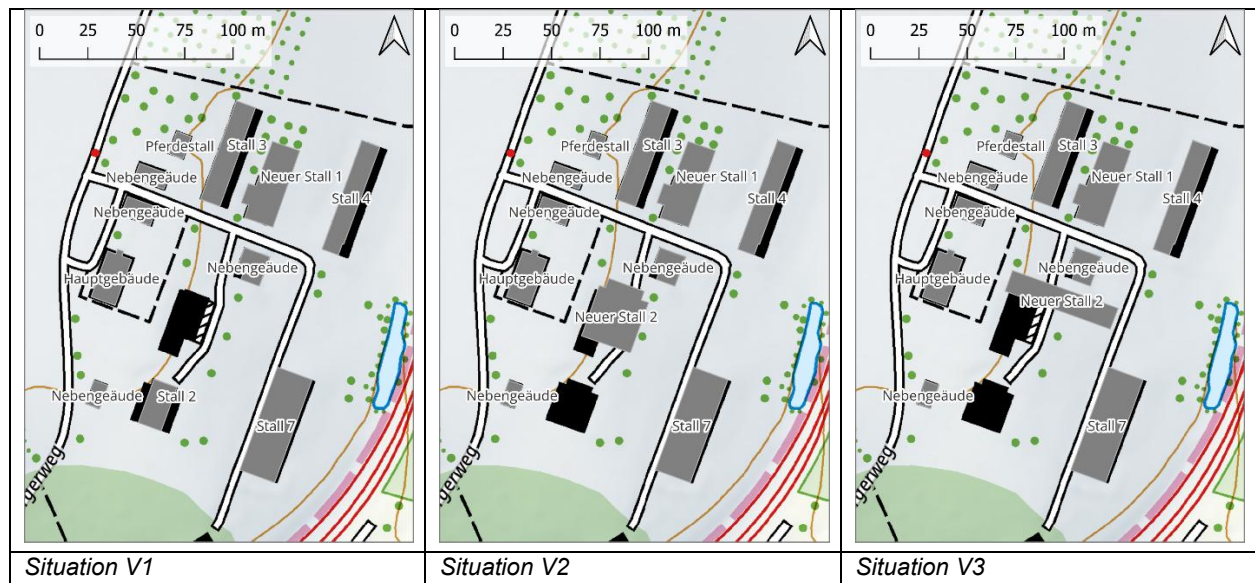 0 25 50 75 100 m
Pferdestall
Stall 3
Nebengeäude
Neuer Stall 1
Stall 4
Nebengeäude
Nebengeäude
Hauptgebäude
Nebengeäude
Stall 2
Stall 7
gerweg
Situation V1
0 25 50 75 100 m
Pferdestall
Stall 3
Nebengeäude
Neuer Stall 1
Stall 4
Nebengeäude
Nebengeäude
Hauptgebäude
Neuer Stall 2
Nebengeäude
Stall 7
gerweg
Situation V2
0 25 50 75 100 m
Pferdestall
Stall 3
Nebengeäude
Neuer Stall 1
Stall 4
Nebengeäude
Nebengeäude
Hauptgebäude
Neuer Stall 2
Nebengeäude
Stall 7
gerweg
Situation V3